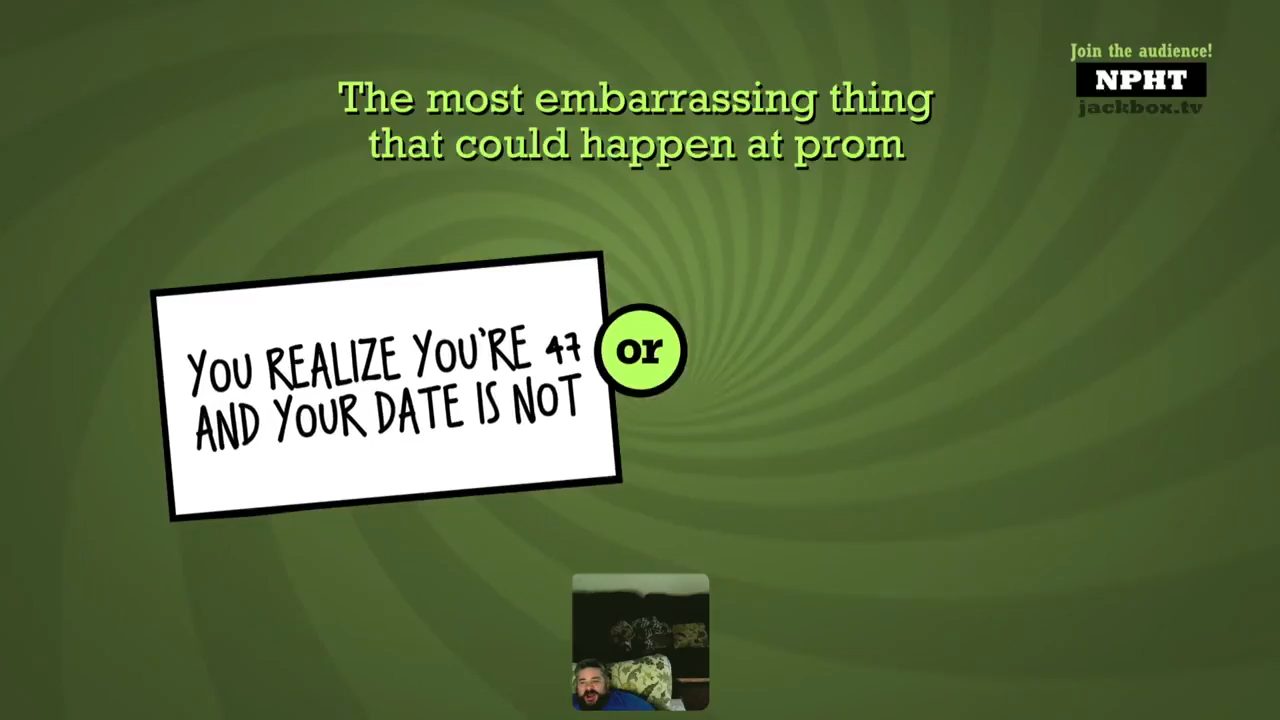 Join the audience!
NPHT
jackbox.tv
The most embarrassing thing
that could happen at prom
YOU REALIZE YOU'RE 47
AND YOUR DATE IS NOT
or